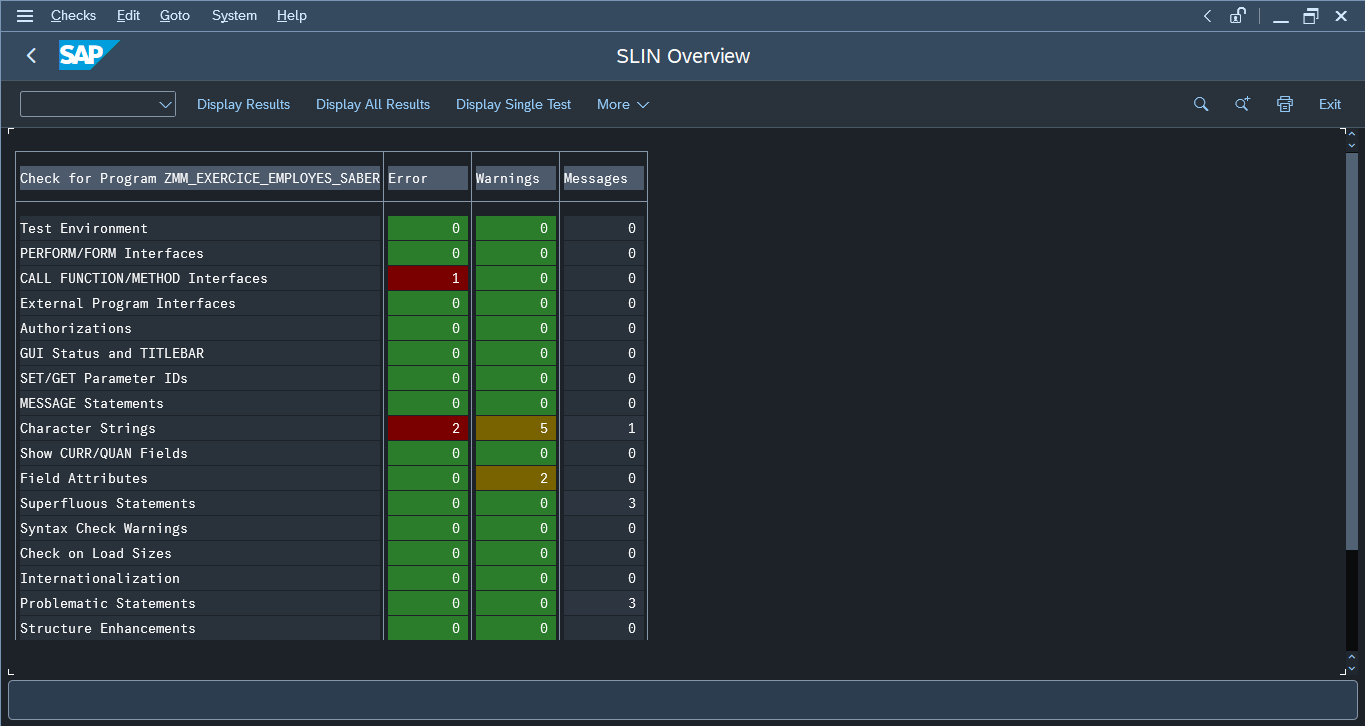 Checks Edit Goto System Help
SAP SLIN Overview
Display Results Display All Results Display Single Test More Exit
Check for Program ZMM_EXERCICE_EMPLOYES_SABER Error Warnings Messages
Test Environment 0 0 0
PERFORM/FORM Interfaces 0 0 0
CALL FUNCTION/METHOD Interfaces 1 0 0
External Program Interfaces 0 0 0
Authorizations 0 0 0
GUI Status and TITLEBAR 0 0 0
SET/GET Parameter IDs 0 0 0
MESSAGE Statements 0 0 0
Character Strings 2 5 1
Show CURR/QUAN Fields 0 0 0
Field Attributes 0 2 0
Superfluous Statements 0 0 3
Syntax Check Warnings 0 0 0
Check on Load Sizes 0 0 0
Internationalization 0 0 0
Problematic Statements 0 0 3
Structure Enhancements 0 0 0